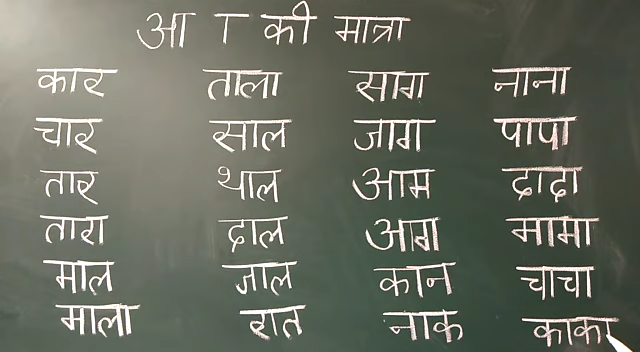 आ ा की मात्रा
कार ताला साग नाना
चार साल जाग पापा
तार थाल आम दादा
तारा दाल आग मामा
माल जाल कान चाचा
माला रात नाक काका